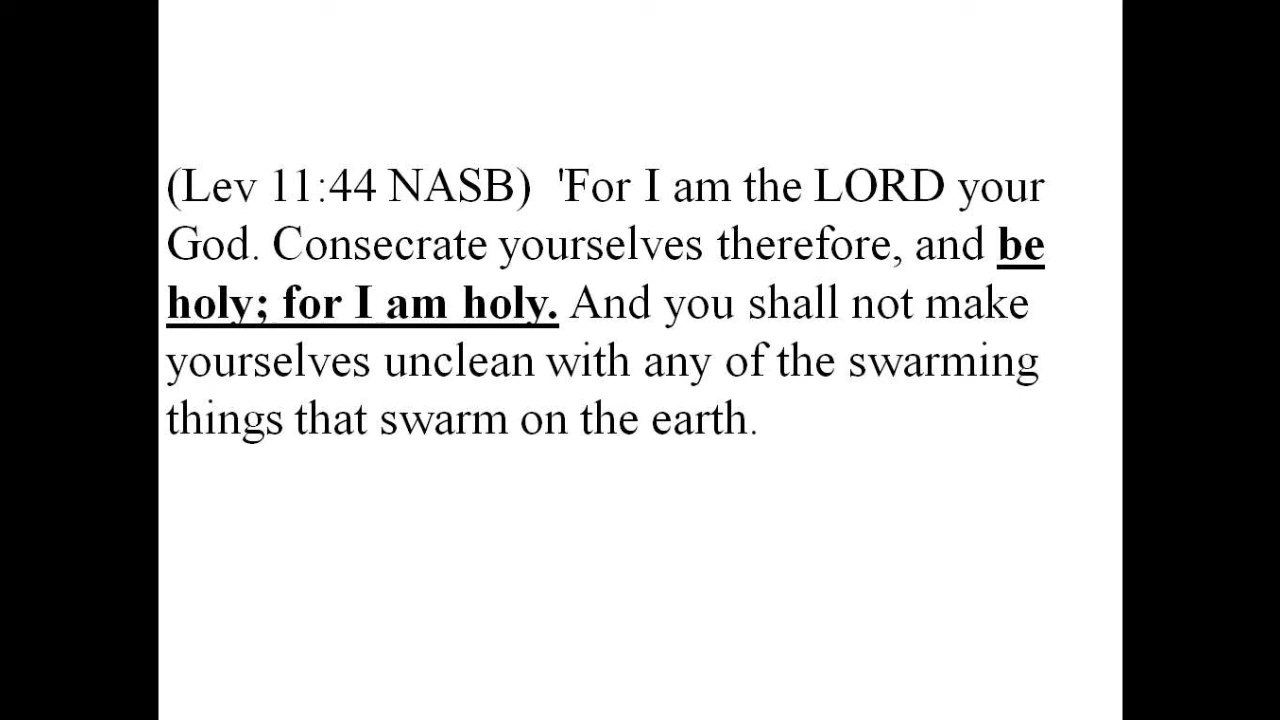 (Lev 11:44 NASB)  'For I am the LORD your
God. Consecrate yourselves therefore, and be
holy; for I am holy. And you shall not make
yourselves unclean with any of the swarming
things that swarm on the earth.